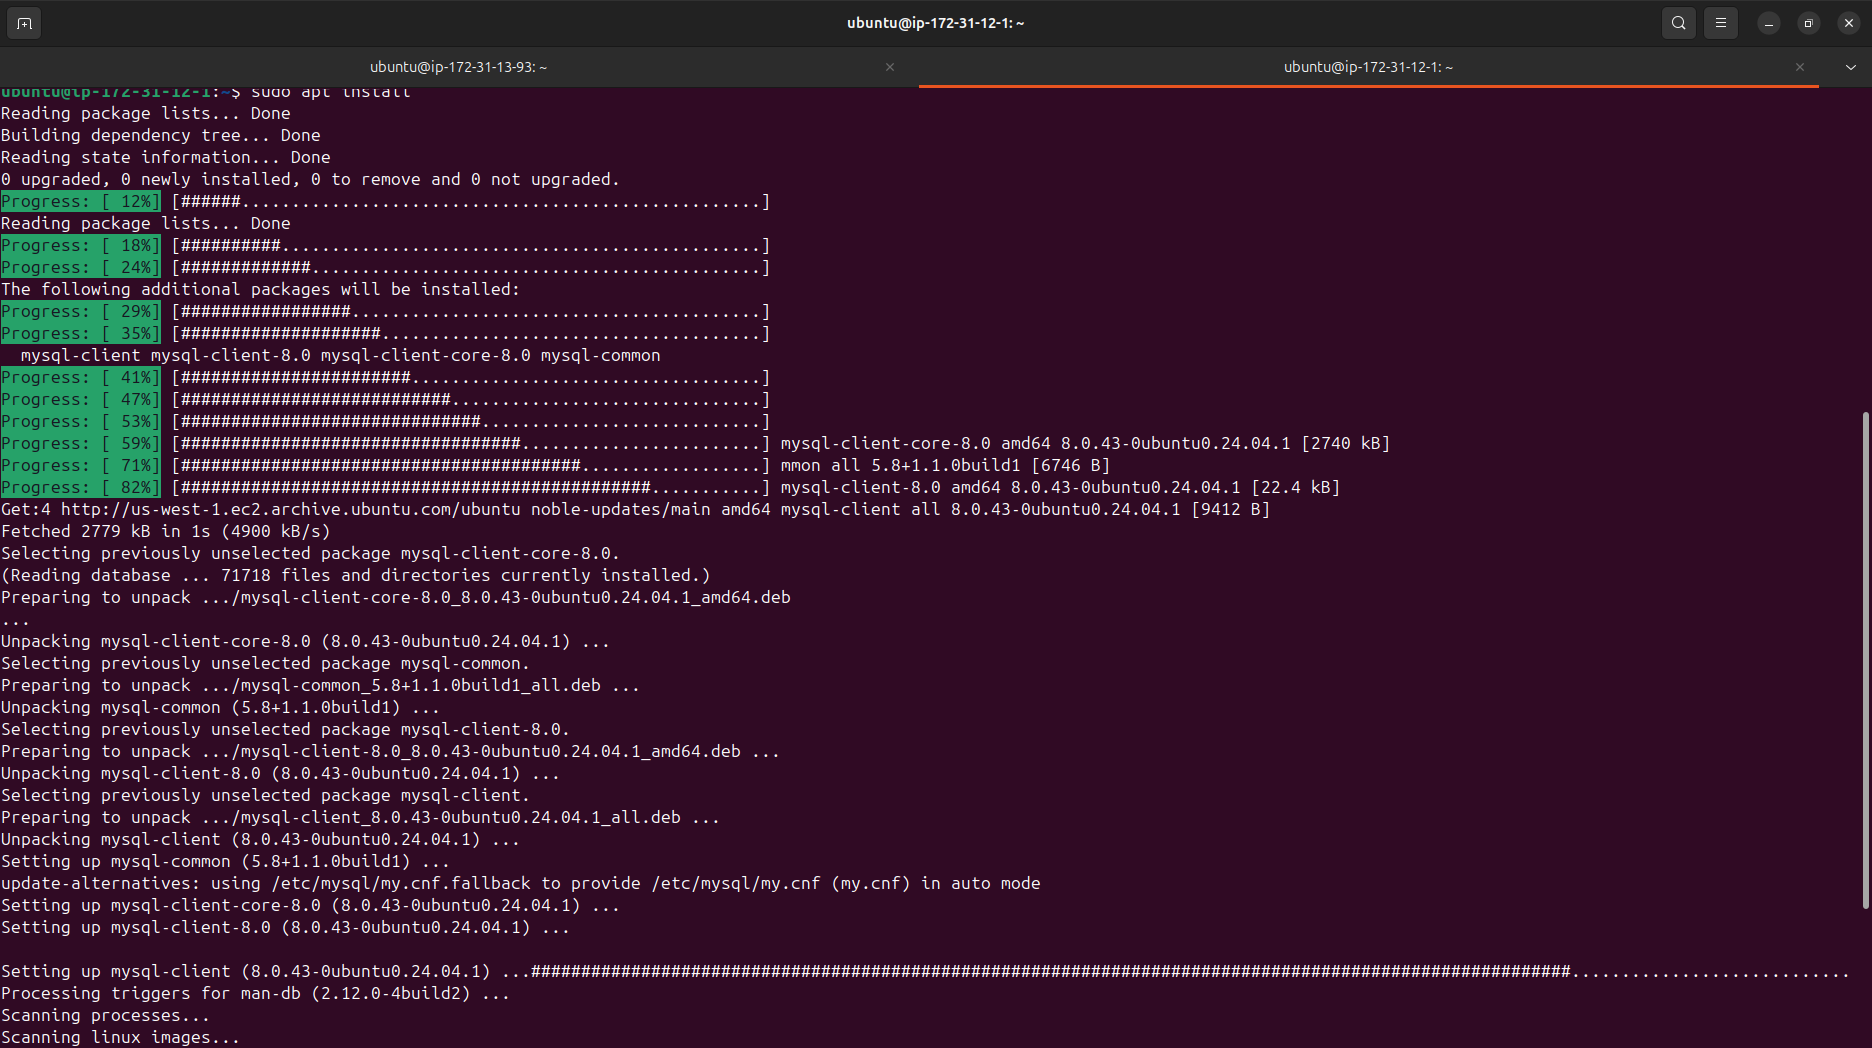 ubuntu@ip-172-31-12-1: ~
ubuntu@ip-172-31-13-93: ~
ubuntu@ip-172-31-12-1: ~
ubuntu@ip-172-31-12-1:~$ sudo apt install
Reading package lists... Done
Building dependency tree... Done
Reading state information... Done
0 upgraded, 0 newly installed, 0 to remove and 0 not upgraded.
Progress: [ 12%] [######....................................................]
Reading package lists... Done
Progress: [ 18%] [##########................................................]
Progress: [ 24%] [#############.............................................]
The following additional packages will be installed:
Progress: [ 29%] [#################.........................................]
Progress: [ 35%] [####################......................................]
mysql-client mysql-client-8.0 mysql-client-core-8.0 mysql-common
Progress: [ 41%] [#######################...................................]
Progress: [ 47%] [###########################...............................]
Progress: [ 53%] [##############################............................]
Progress: [ 59%] [##################################........................] mysql-client-core-8.0 amd64 8.0.43-0ubuntu0.24.04.1 [2740 kB]
Progress: [ 71%] [########################################..................] mmon all 5.8+1.1.0build1 [6746 B]
Progress: [ 82%] [###############################################...........] mysql-client-8.0 amd64 8.0.43-0ubuntu0.24.04.1 [22.4 kB]
Get:4 http://us-west-1.ec2.archive.ubuntu.com/ubuntu noble-updates/main amd64 mysql-client all 8.0.43-0ubuntu0.24.04.1 [9412 B]
Fetched 2779 kB in 1s (4900 kB/s)
Selecting previously unselected package mysql-client-core-8.0.
(Reading database ... 71718 files and directories currently installed.)
Preparing to unpack .../mysql-client-core-8.0_8.0.43-0ubuntu0.24.04.1_amd64.deb
...
Unpacking mysql-client-core-8.0 (8.0.43-0ubuntu0.24.04.1) ...
Selecting previously unselected package mysql-common.
Preparing to unpack .../mysql-common_5.8+1.1.0build1_all.deb ...
Unpacking mysql-common (5.8+1.1.0build1) ...
Selecting previously unselected package mysql-client-8.0.
Preparing to unpack .../mysql-client-8.0_8.0.43-0ubuntu0.24.04.1_amd64.deb ...
Unpacking mysql-client-8.0 (8.0.43-0ubuntu0.24.04.1) ...
Selecting previously unselected package mysql-client.
Preparing to unpack .../mysql-client_8.0.43-0ubuntu0.24.04.1_all.deb ...
Unpacking mysql-client (8.0.43-0ubuntu0.24.04.1) ...
Setting up mysql-common (5.8+1.1.0build1) ...
update-alternatives: using /etc/mysql/my.cnf.fallback to provide /etc/mysql/my.cnf (my.cnf) in auto mode
Setting up mysql-client-core-8.0 (8.0.43-0ubuntu0.24.04.1) ...
Setting up mysql-client-8.0 (8.0.43-0ubuntu0.24.04.1) ...
Setting up mysql-client (8.0.43-0ubuntu0.24.04.1) ...########################################################################################################............................
Processing triggers for man-db (2.12.0-4build2) ...
Scanning processes...
Scanning linux images...